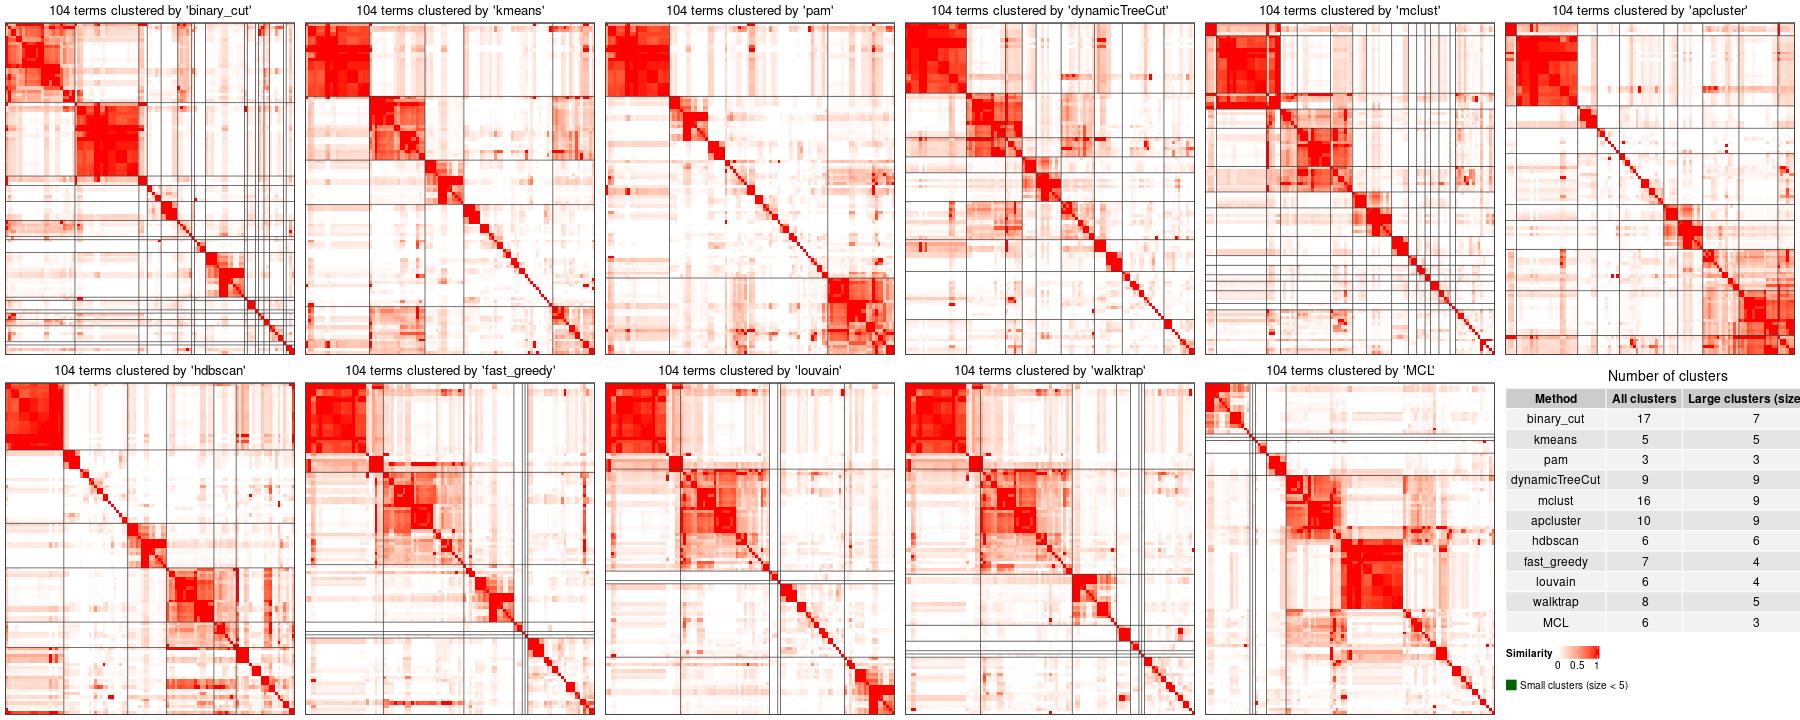 104 terms clustered by 'binary_cut'
104 terms clustered by 'kmeans'
104 terms clustered by 'pam'
104 terms clustered by 'dynamicTreeCut'
104 terms clustered by 'mclust'
104 terms clustered by 'apcluster'
104 terms clustered by 'hdbscan'
104 terms clustered by 'fast_greedy'
104 terms clustered by 'louvain'
104 terms clustered by 'walktrap'
104 terms clustered by 'MCL'
Number of clusters
Method All clusters Large clusters (size
binary_cut 17 7
kmeans 5 5
pam 3 3
dynamicTreeCut 9 9
mclust 16 9
apcluster 10 9
hdbscan 6 6
fast_greedy 7 4
louvain 6 4
walktrap 8 5
MCL 6 3
Similarity
0 0.5 1
Small clusters (size < 5)